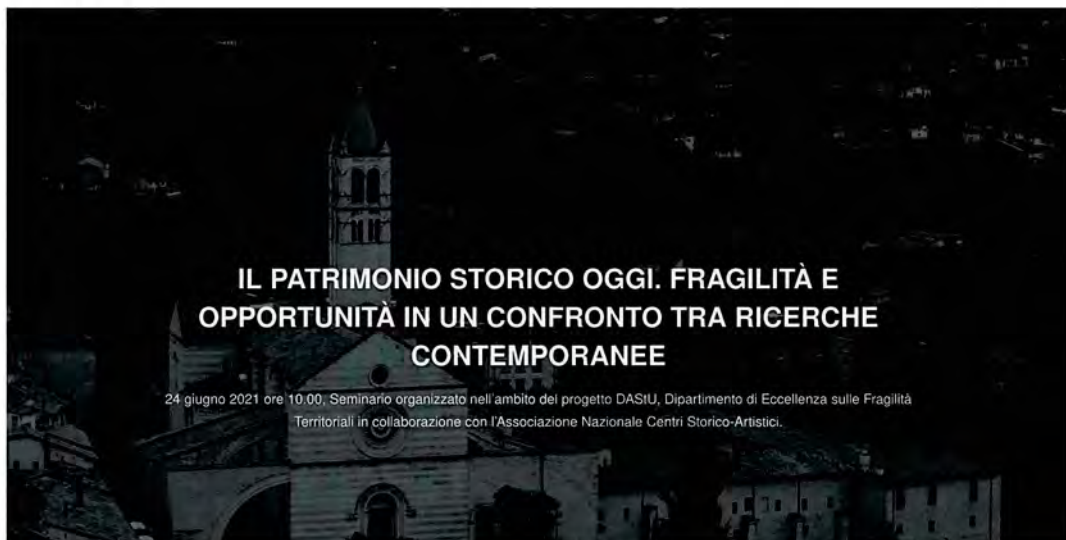 IL PATRIMONIO STORICO OGGI. FRAGILITÀ E
OPPORTUNITÀ IN UN CONFRONTO TRA RICERCHE
CONTEMPORANEE
24 giugno 2021 ore 10.00, Seminario organizzato nell'ambito del progetto DAStU, Dipartimento di Eccellenza sulle Fragilità
Territoriali in collaborazione con l'Associazione Nazionale Centri Storico-Artistici.